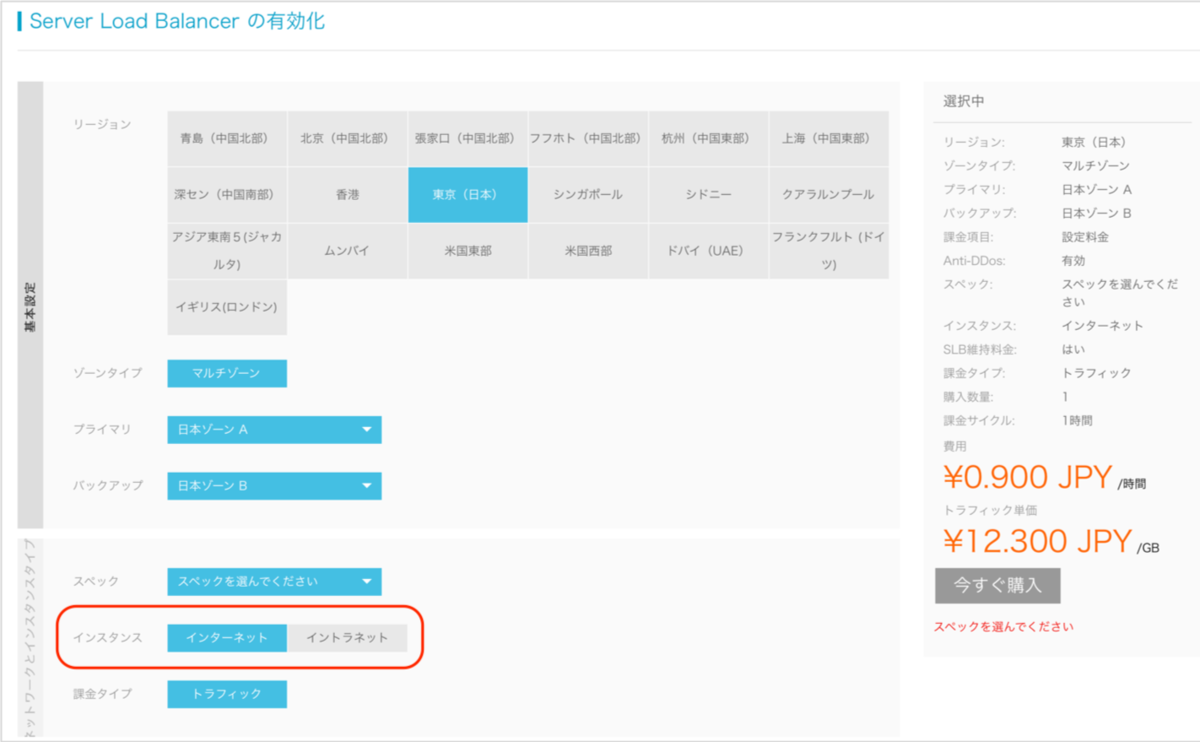 Server Load Balancer の有効化
基本設定
リージョン
青島（中国北部） 北京（中国北部） 張家口（中国北部） フフホト（中国北部） 杭州（中国東部） 上海（中国東部）
深セン（中国南部） 香港 東京（日本） シンガポール シドニー クアラルンプール
アジア東南５(ジャカルタ) ムンバイ 米国東部 米国西部 ドバイ（UAE） フランクフルト (ドイツ)
イギリス(ロンドン)
ゾーンタイプ マルチゾーン
プライマリ 日本ゾーン A
バックアップ 日本ゾーン B
ネットワークとインスタンスタイプ
スペック スペックを選んでください
インスタンス インターネット イントラネット
課金タイプ トラフィック
選択中
リージョン: 東京（日本）
ゾーンタイプ: マルチゾーン
プライマリ: 日本ゾーン A
バックアップ: 日本ゾーン B
課金項目: 設定料金
Anti-DDos: 有効
スペック: スペックを選んでくだ
さい
インスタンス: インターネット
SLB維持料金: はい
課金タイプ: トラフィック
購入数量: 1
課金サイクル: 1時間
費用
¥0.900 JPY /時間
トラフィック単価
¥12.300 JPY /GB
今すぐ購入
スペックを選んでください